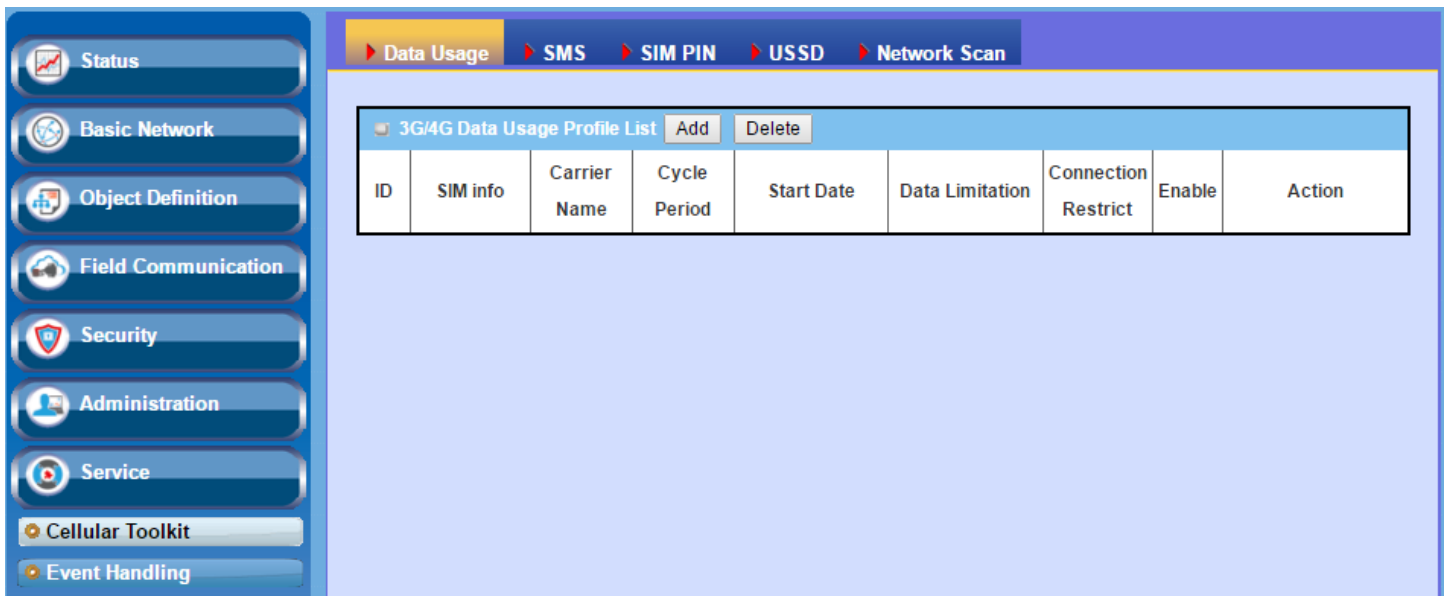 Status
Basic Network
Object Definition
Field Communication
Security
Administration
Service
Cellular Toolkit
Event Handling
Data Usage SMS SIM PIN USSD Network Scan
3G/4G Data Usage Profile List Add Delete
ID SIM info Carrier Name Cycle Period Start Date Data Limitation Connection Restrict Enable Action